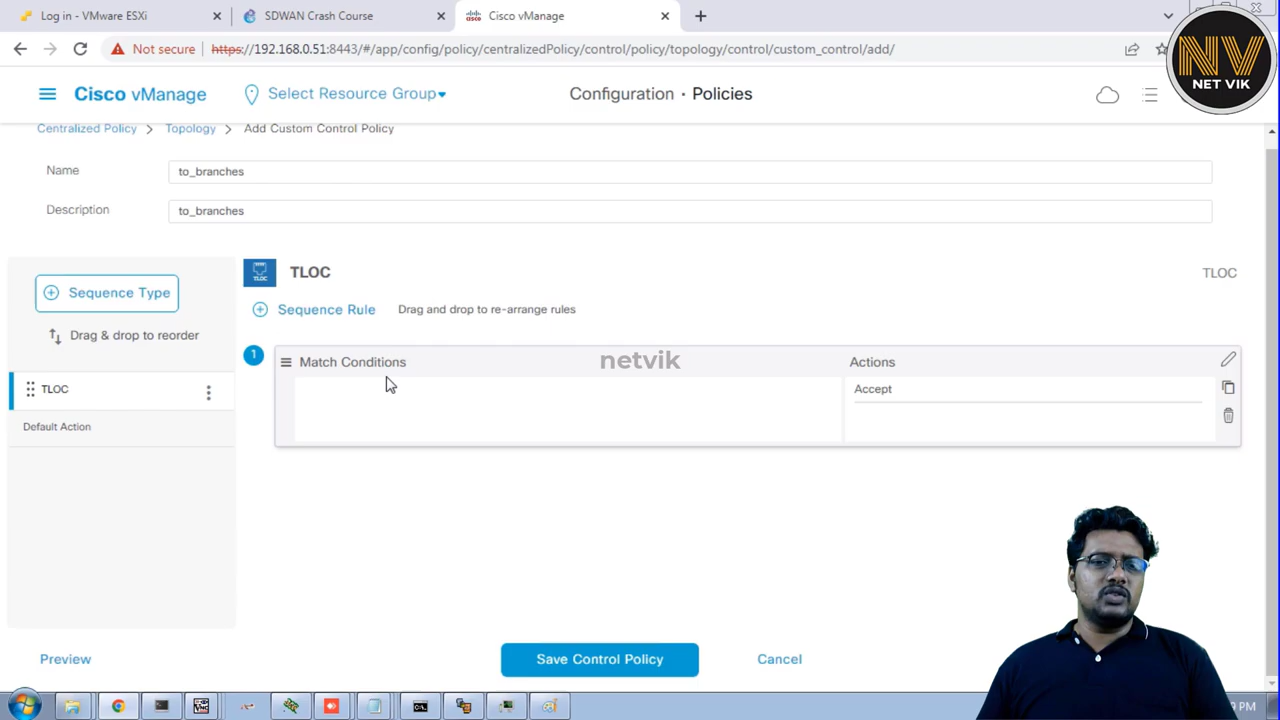 Log in - VMware ESXi
SDWAN Crash Course
Cisco vManage
Not secure
https://192.168.0.51:8443/#/app/config/policy/centralizedPolicy/control/policy/topology/control/custom_control/add/
NV
NET VIK
Cisco vManage
Select Resource Group
Configuration · Policies
Centralized Policy > Topology > Add Custom Control Policy
Name
to_branches
Description
to_branches
Sequence Type
Drag & drop to reorder
TLOC
Default Action
TLOC
TLOC
TLOC
Sequence Rule
Drag and drop to re-arrange rules
1
Match Conditions
netvik
Actions
Accept
Preview
Save Control Policy
Cancel
PM